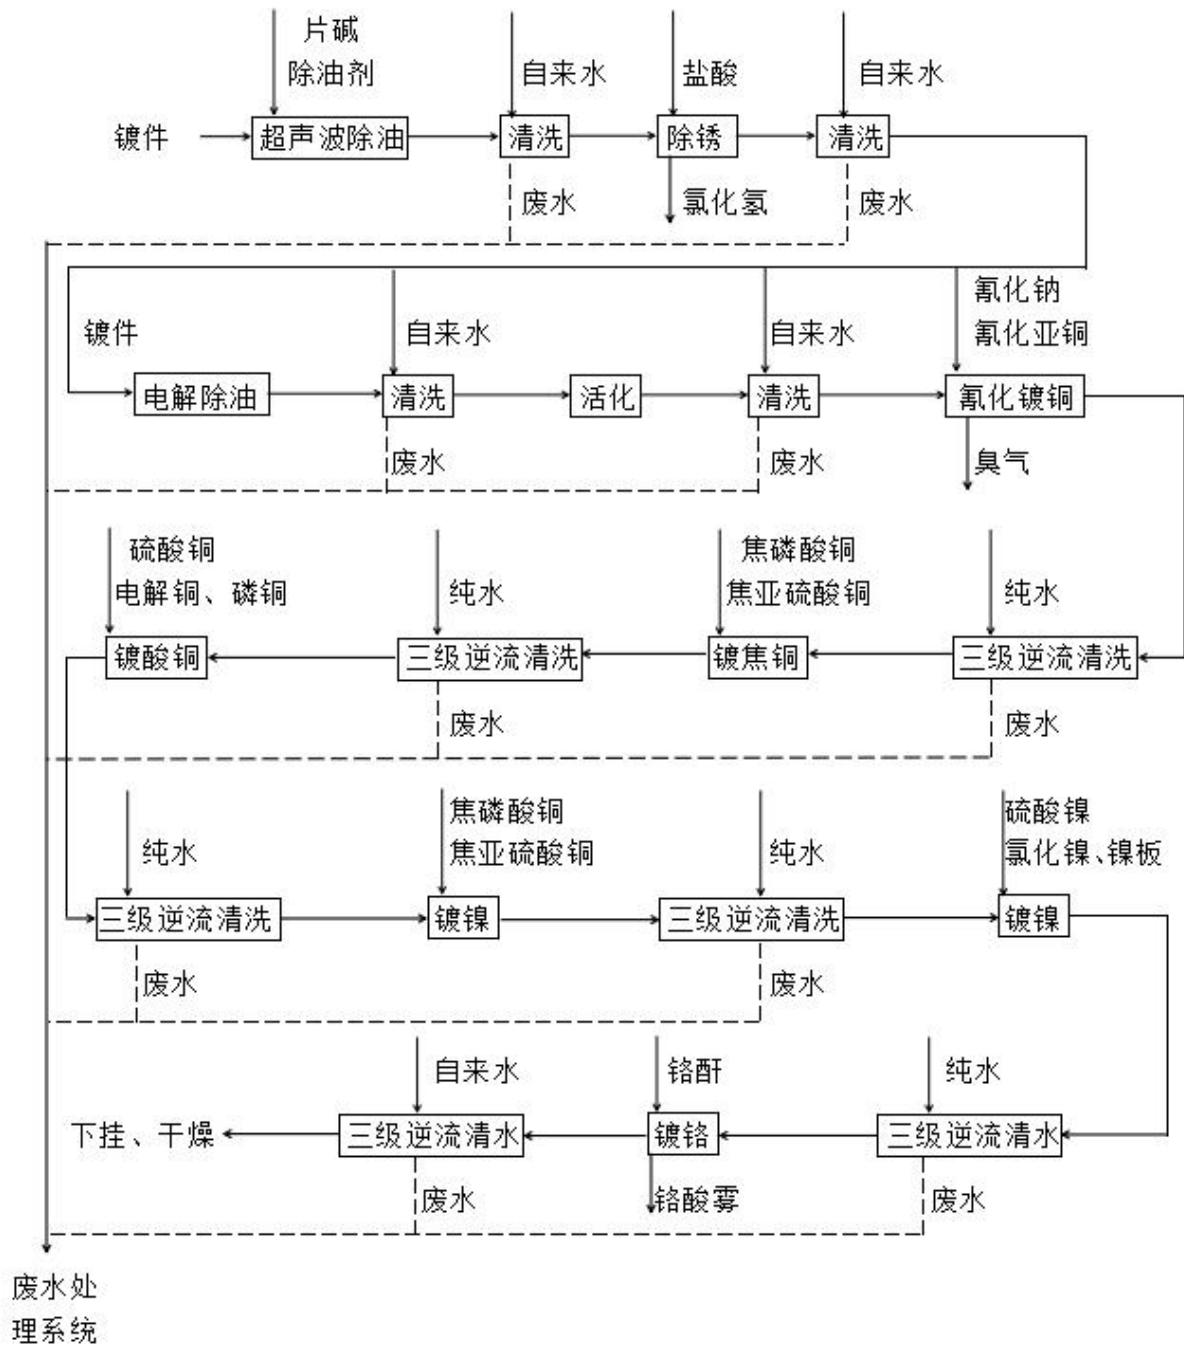 片碱
除油剂
自来水
盐酸
自来水
镀件
超声波除油
清洗
除锈
清洗
废水
氯化氢
废水
氰化钠
氰化亚铜
镀件
自来水
自来水
电解除油
清洗
活化
清洗
氰化镀铜
废水
废水
臭气
硫酸铜
电解铜、磷铜
纯水
焦磷酸铜
焦亚硫酸铜
纯水
镀酸铜
三级逆流清洗
镀焦铜
三级逆流清洗
废水
废水
纯水
焦磷酸铜
焦亚硫酸铜
纯水
硫酸镍
氯化镍、镍板
三级逆流清洗
镀镍
三级逆流清洗
镀镍
废水
废水
自来水
铬酐
纯水
下挂、干燥
三级逆流清水
镀铬
三级逆流清水
废水
铬酸雾
废水
废水处
理系统